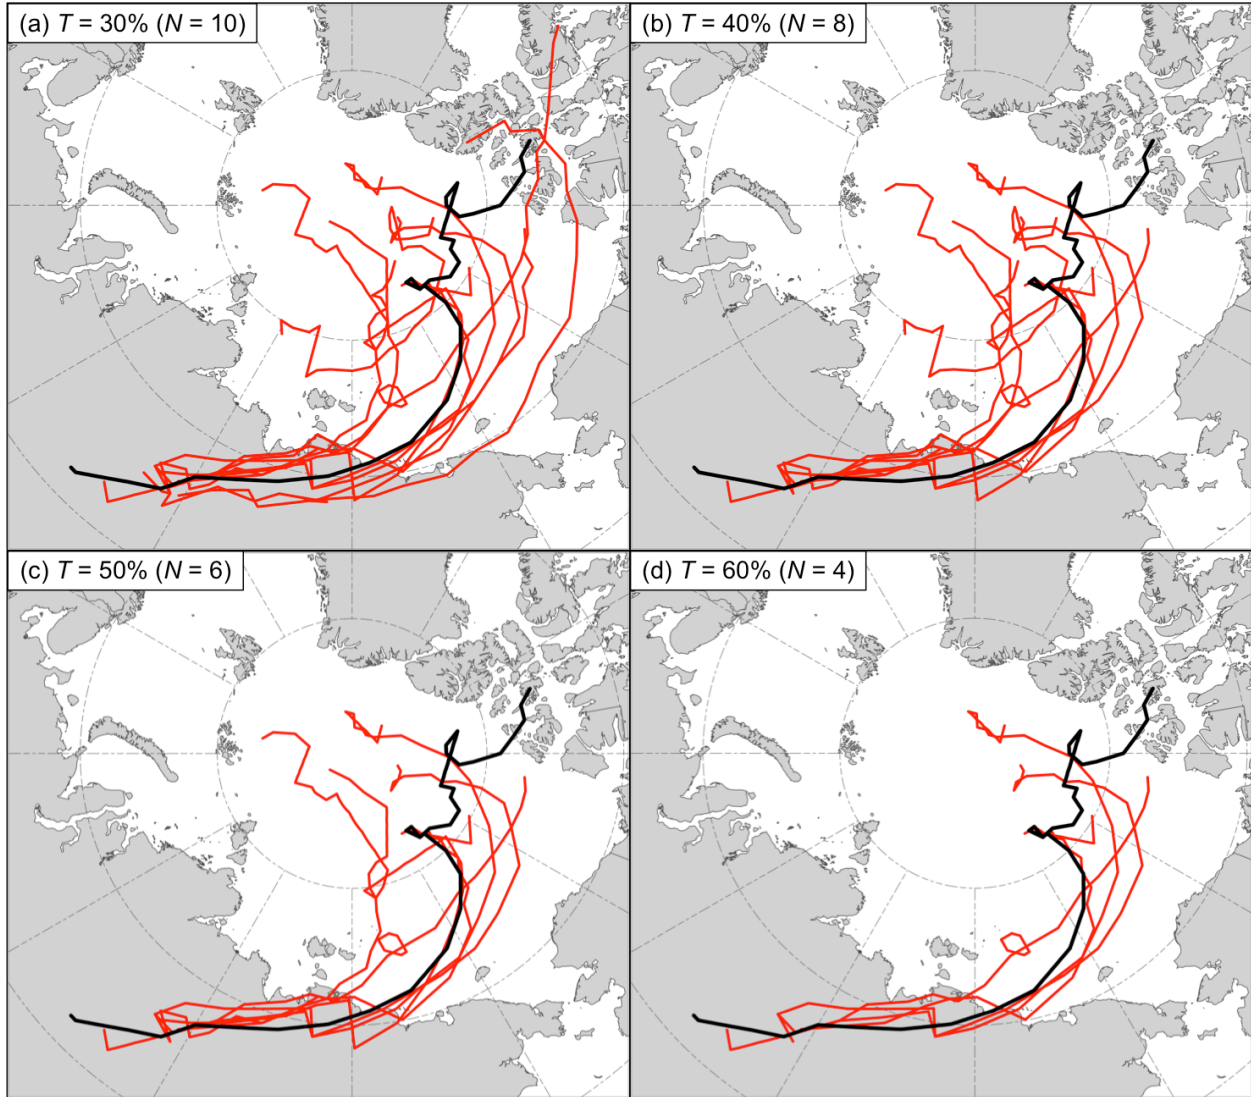 (a) T = 30% (N = 10)
(b) T = 40% (N = 8)
(c) T = 50% (N = 6)
(d) T = 60% (N = 4)